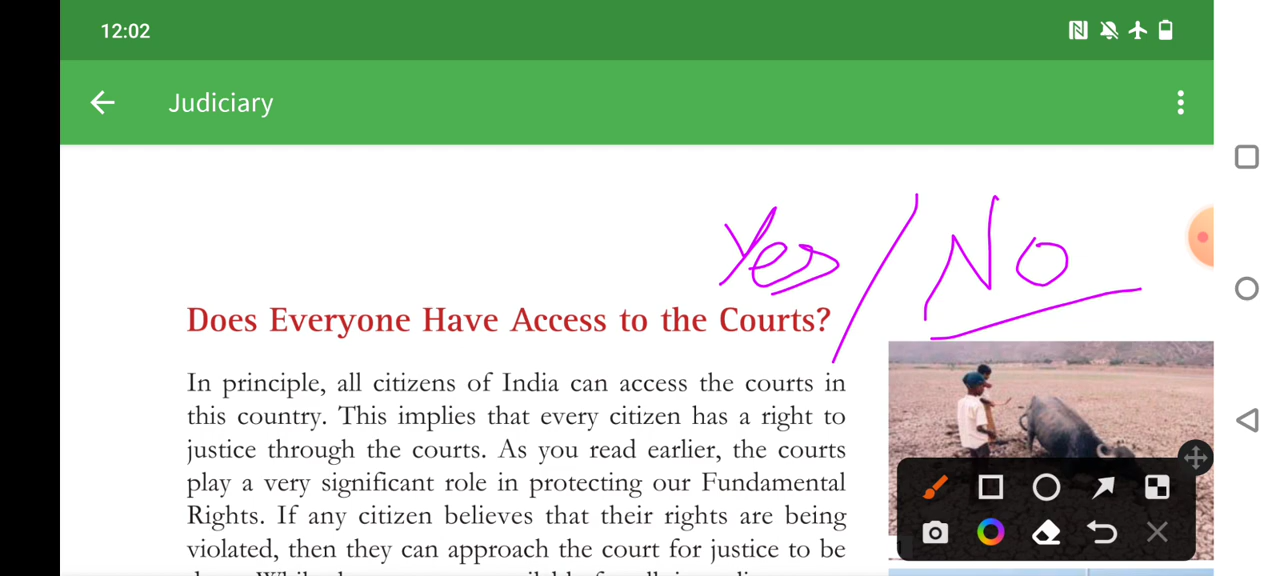 12:02
Judiciary
Yes / NO
Does Everyone Have Access to the Courts?
In principle, all citizens of India can access the courts in
this country. This implies that every citizen has a right to
justice through the courts. As you read earlier, the courts
play a very significant role in protecting our Fundamental
Rights. If any citizen believes that their rights are being
violated, then they can approach the court for justice to be